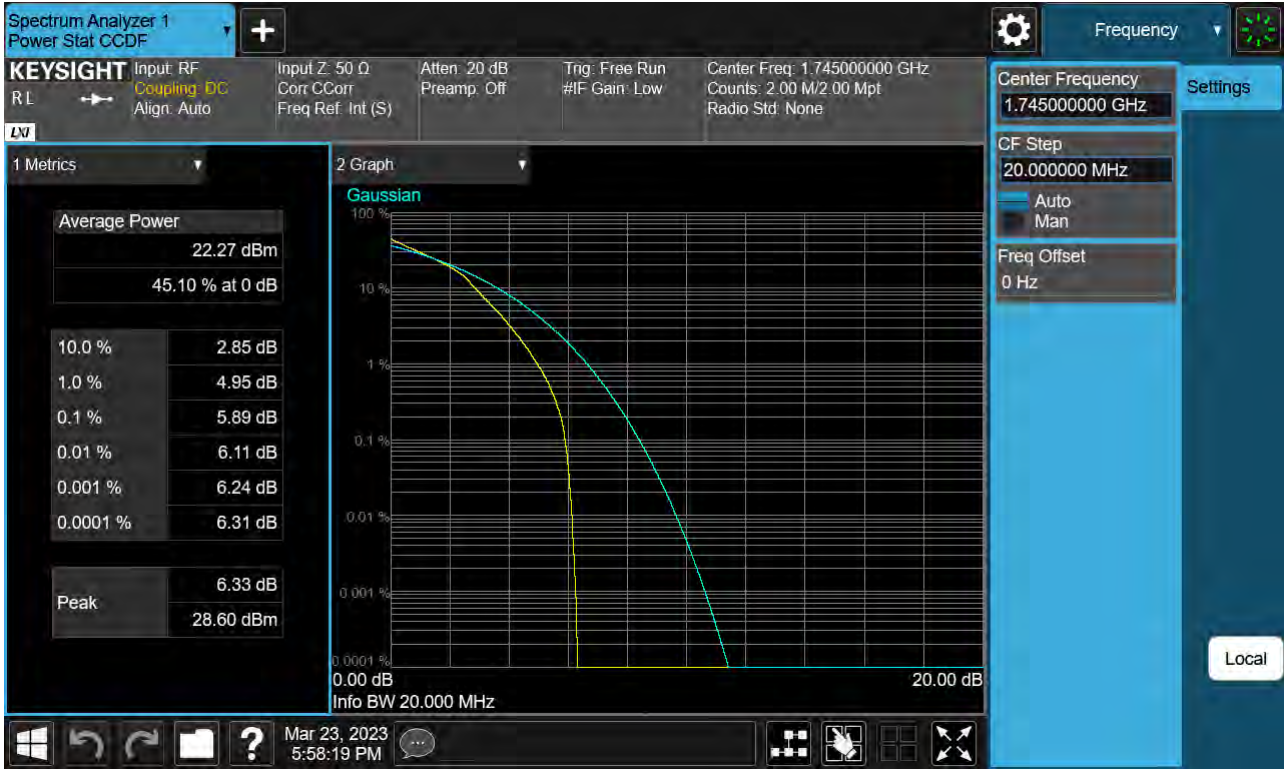 Spectrum Analyzer 1
Power Stat CCDF
+
Frequency
KEYSIGHT
RL
LXI
Input: RF
Coupling: DC
Align: Auto
Input Z: 50 Ω
Corr CCorr
Freq Ref: Int (S)
Atten: 20 dB
Preamp: Off
Trig: Free Run
#IF Gain: Low
Center Freq: 1.745000000 GHz
Counts: 2.00 M/2.00 Mpt
Radio Std: None
1 Metrics
Average Power
22.27 dBm
45.10 % at 0 dB
10.0 % 2.85 dB
1.0 % 4.95 dB
0.1 % 5.89 dB
0.01 % 6.11 dB
0.001 % 6.24 dB
0.0001 % 6.31 dB
Peak
6.33 dB
28.60 dBm
2 Graph
Gaussian
100 %
10 %
1 %
0.1 %
0.01 %
0.001 %
0.0001 %
0.00 dB 20.00 dB
Info BW 20.000 MHz
Center Frequency
1.745000000 GHz
CF Step
20.000000 MHz
Auto
Man
Freq Offset
0 Hz
Settings
Local
?
Mar 23, 2023
5:58:19 PM